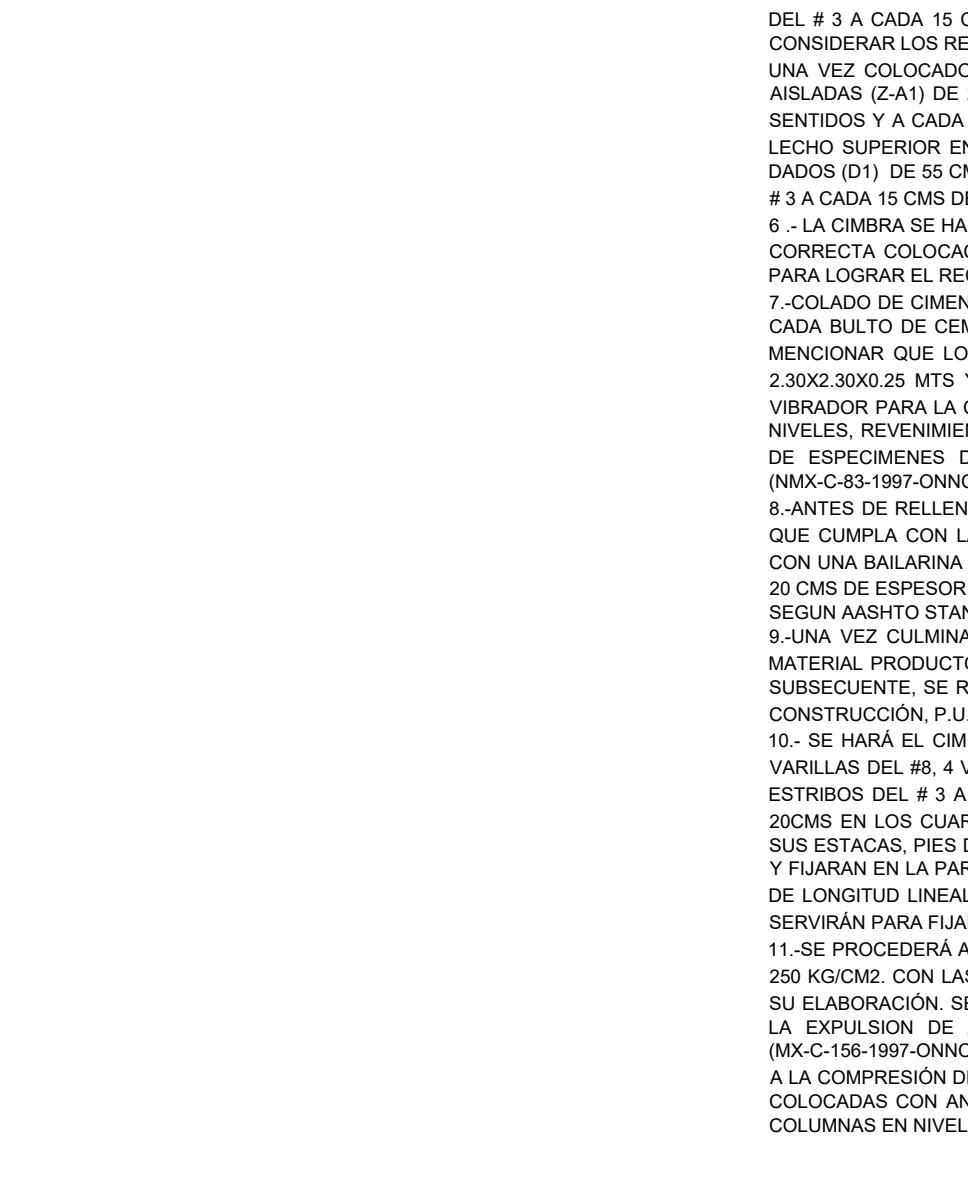 DEL # 3 A CADA 15 C
CONSIDERAR LOS RE
UNA VEZ COLOCADO
AISLADAS (Z-A1) DE
SENTIDOS Y A CADA
LECHO SUPERIOR EN
DADOS (D1) DE 55 CM
# 3 A CADA 15 CMS DE
6 .- LA CIMBRA SE HA
CORRECTA COLOCAC
PARA LOGRAR EL REC
7.-COLADO DE CIMEN
CADA BULTO DE CEM
MENCIONAR QUE LO
2.30X2.30X0.25 MTS Y
VIBRADOR PARA LA C
NIVELES, REVENIMIEN
DE ESPECIMENES D
(NMX-C-83-1997-ONNC
8.-ANTES DE RELLEN
QUE CUMPLA CON LA
CON UNA BAILARINA
20 CMS DE ESPESOR
SEGUN AASHTO STAN
9.-UNA VEZ CULMINA
MATERIAL PRODUCTO
SUBSECUENTE, SE R
CONSTRUCCIÓN, P.U.
10.- SE HARÁ EL CIM
VARILLAS DEL #8, 4 V
ESTRIBOS DEL # 3 A
20CMS EN LOS CUAR
SUS ESTACAS, PIES D
Y FIJARAN EN LA PAR
DE LONGITUD LINEAL
SERVIRÁN PARA FIJA
11.-SE PROCEDERÁ A
250 KG/CM2. CON LAS
SU ELABORACIÓN. SE
LA EXPULSION DE
(MX-C-156-1997-ONNC
A LA COMPRESIÓN DE
COLOCADAS CON AN
COLUMNAS EN NIVEL